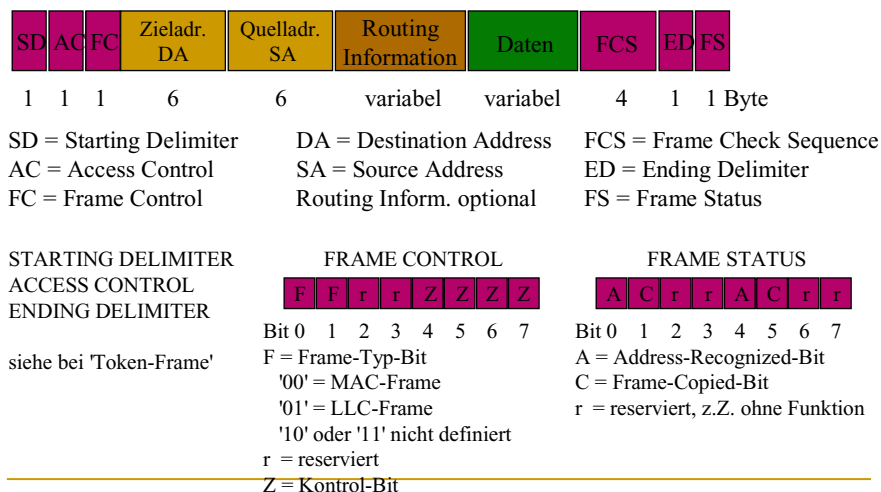 SD AC FC Zieladr. DA Quelladr. SA Routing Information Daten FCS ED FS
1 1 1 6 6 variabel variabel 4 1 1 Byte
SD = Starting Delimiter DA = Destination Address FCS = Frame Check Sequence
AC = Access Control SA = Source Address ED = Ending Delimiter
FC = Frame Control Routing Inform. optional FS = Frame Status
STARTING DELIMITER
ACCESS CONTROL
ENDING DELIMITER
siehe bei 'Token-Frame'
FRAME CONTROL
F F r r Z Z Z Z
Bit 0 1 2 3 4 5 6 7
F = Frame-Typ-Bit
'00' = MAC-Frame
'01' = LLC-Frame
'10' oder '11' nicht definiert
r = reserviert
Z = Kontrol-Bit
FRAME STATUS
A C r r A C r r
Bit 0 1 2 3 4 5 6 7
A = Address-Recognized-Bit
C = Frame-Copied-Bit
r = reserviert, z.Z. ohne Funktion